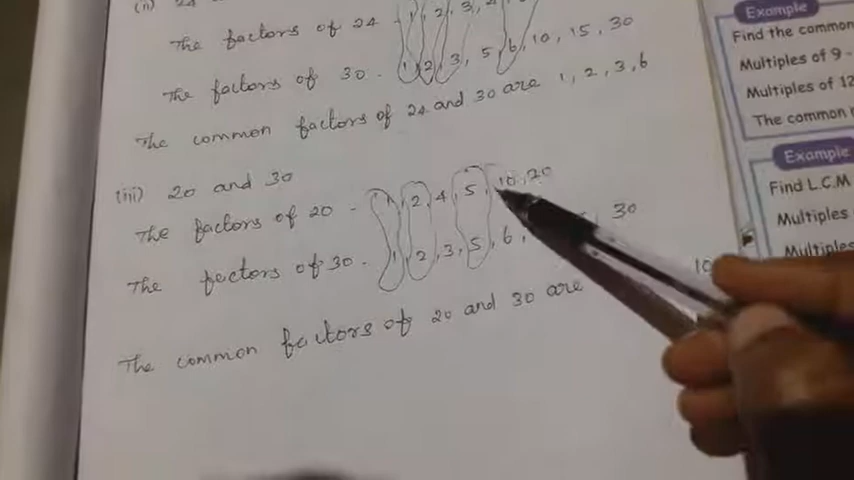 (ii) 24
The factors of 24 - 1, 2, 3,
The factors of 30 - 1, 2, 3, 5, 6, 10, 15, 30
The common factors of 24 and 30 are 1, 2, 3, 6
(iii) 20 and 30
The factors of 20 - 1, 2, 4, 5, 10, 20
The factors of 30 - 1, 2, 3, 5, 6, 30
The common factors of 20 and 30 are
10
Example
Find the common
Multiples of 9 -
Multiples of 12
The common
Example
Find L.C.M
Multiples
Multiples